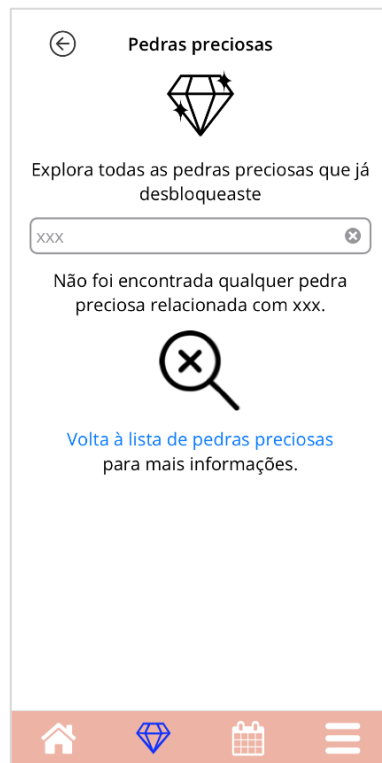 Pedras preciosas
Explora todas as pedras preciosas que já
desbloqueaste
xxx
Não foi encontrada qualquer pedra
preciosa relacionada com xxx.
Volta à lista de pedras preciosas
para mais informações.